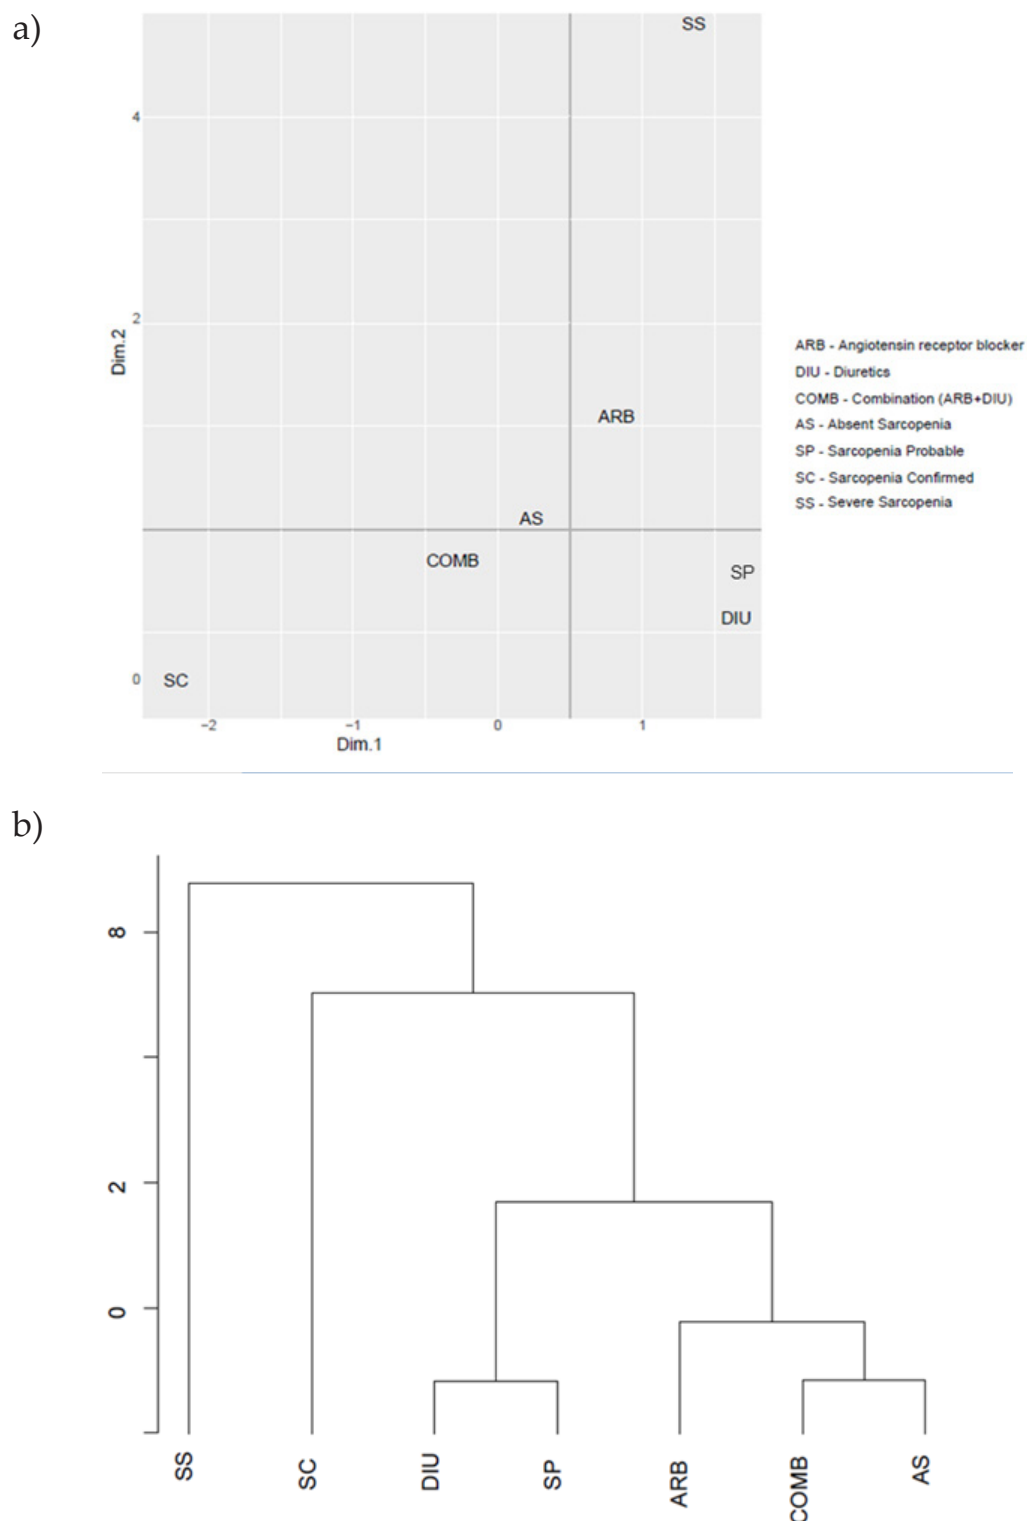 a)
SS
4
2
Dim.2
ARB
AS
COMB
SP
DIU
0
SC
−2 −1 0 1
Dim.1
ARB - Angiotensin receptor blocker
DIU - Diuretics
COMB - Combination (ARB+DIU)
AS - Absent Sarcopenia
SP - Sarcopenia Probable
SC - Sarcopenia Confirmed
SS - Severe Sarcopenia
b)
8
2
0
SS SC DIU SP ARB COMB AS